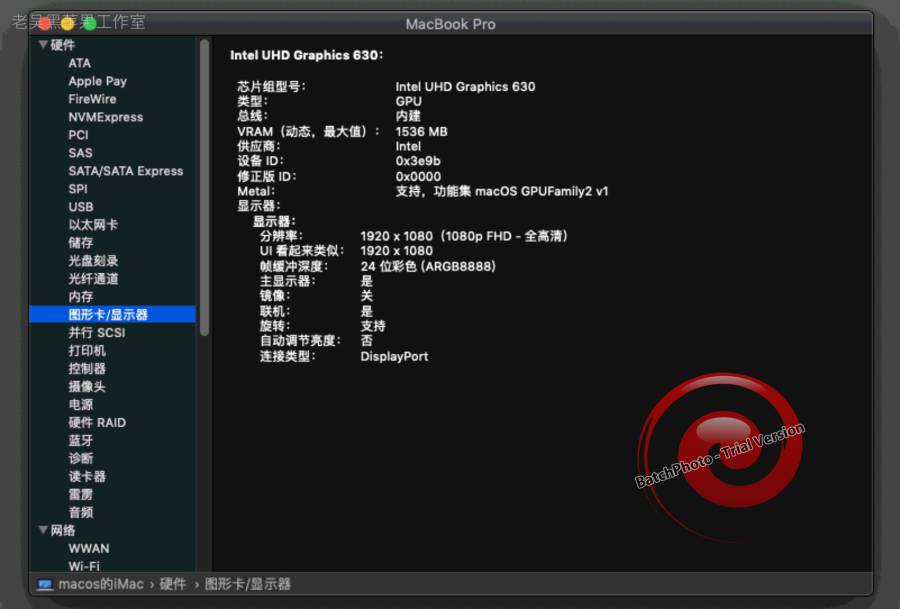 老吴黑苹果工作室
MacBook Pro
硬件
ATA
Apple Pay
FireWire
NVMExpress
PCI
SAS
SATA/SATA Express
SPI
USB
以太网卡
储存
光盘刻录
光纤通道
内存
图形卡/显示器
并行 SCSI
打印机
控制器
摄像头
电源
硬件 RAID
蓝牙
诊断
读卡器
雷雳
音频
网络
WWAN
Wi-Fi
Intel UHD Graphics 630：
芯片组型号： Intel UHD Graphics 630
类型： GPU
总线： 内建
VRAM（动态，最大值）： 1536 MB
供应商： Intel
设备 ID： 0x3e9b
修正版 ID： 0x0000
Metal： 支持，功能集 macOS GPUFamily2 v1
显示器：
显示器：
分辨率： 1920 x 1080（1080p FHD - 全高清）
UI 看起来类似： 1920 x 1080
帧缓冲深度： 24 位彩色 (ARGB8888)
主显示器： 是
镜像： 关
联机： 是
旋转： 支持
自动调节亮度： 否
连接类型： DisplayPort
BatchPhoto - Trial Version
macos的iMac › 硬件 › 图形卡/显示器